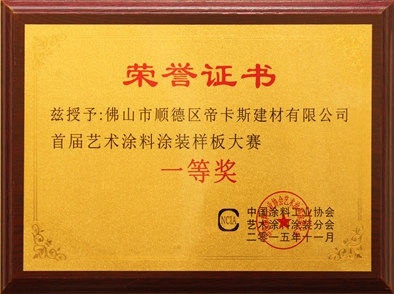 荣誉证书
兹授予:佛山市顺德区帝卡斯建材有限公司
首届艺术涂料涂装样板大赛
一等奖
NCIA
中国涂料工业协会
艺术涂料涂装分会
二〇一五年十一月